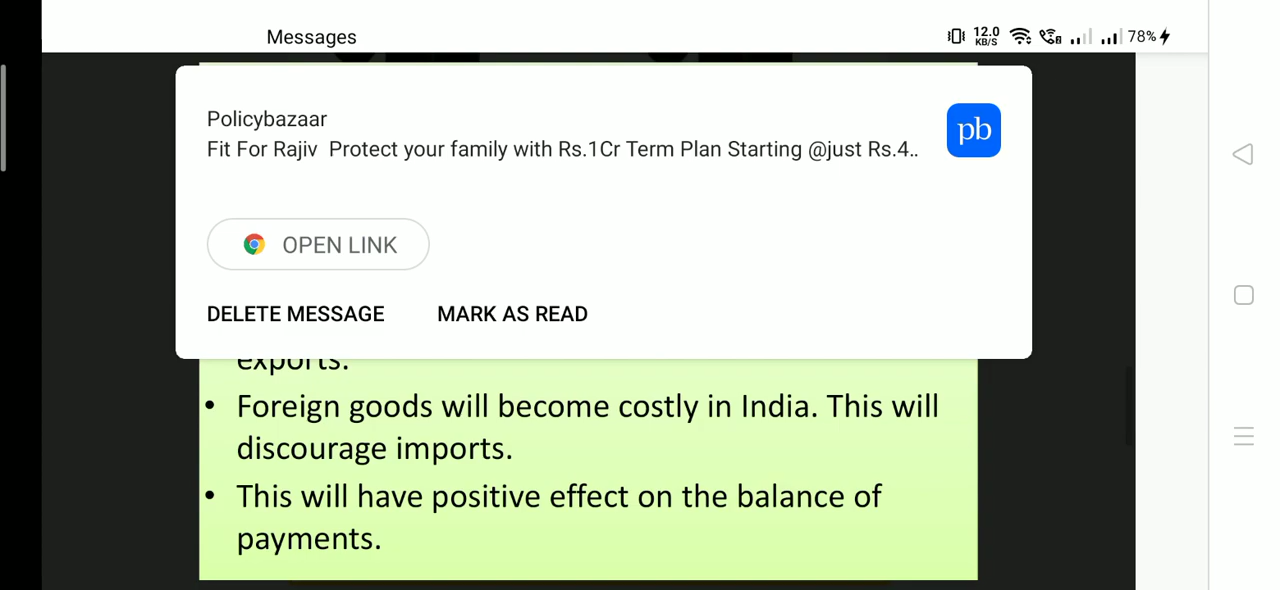 Messages
12.0
KB/S
78%
Policybazaar
Fit For Rajiv  Protect your family with Rs.1Cr Term Plan Starting @just Rs.4..
pb
OPEN LINK
DELETE MESSAGE
MARK AS READ
exports.
• Foreign goods will become costly in India. This will
discourage imports.
• This will have positive effect on the balance of
payments.